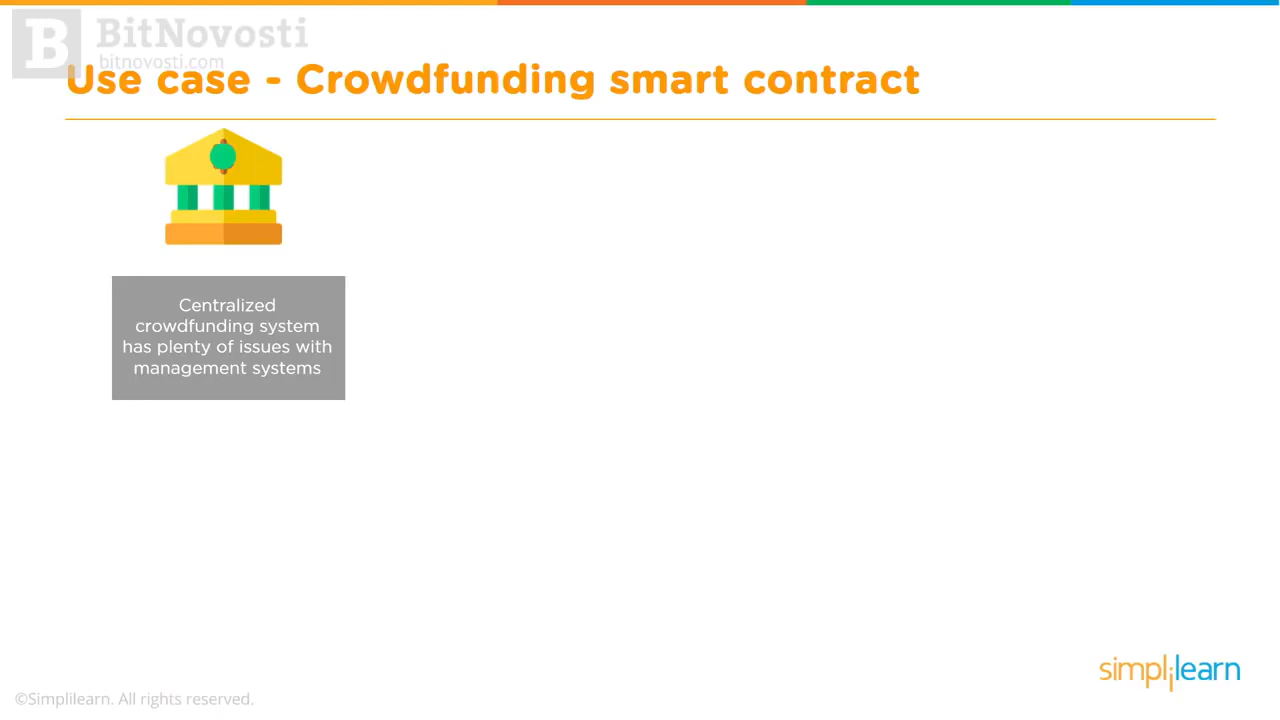 BitNovosti
bitnovosti.com
Use case - Crowdfunding smart contract
Centralized
crowdfunding system
has plenty of issues with
management systems
simplilearn
©Simplilearn. All rights reserved.